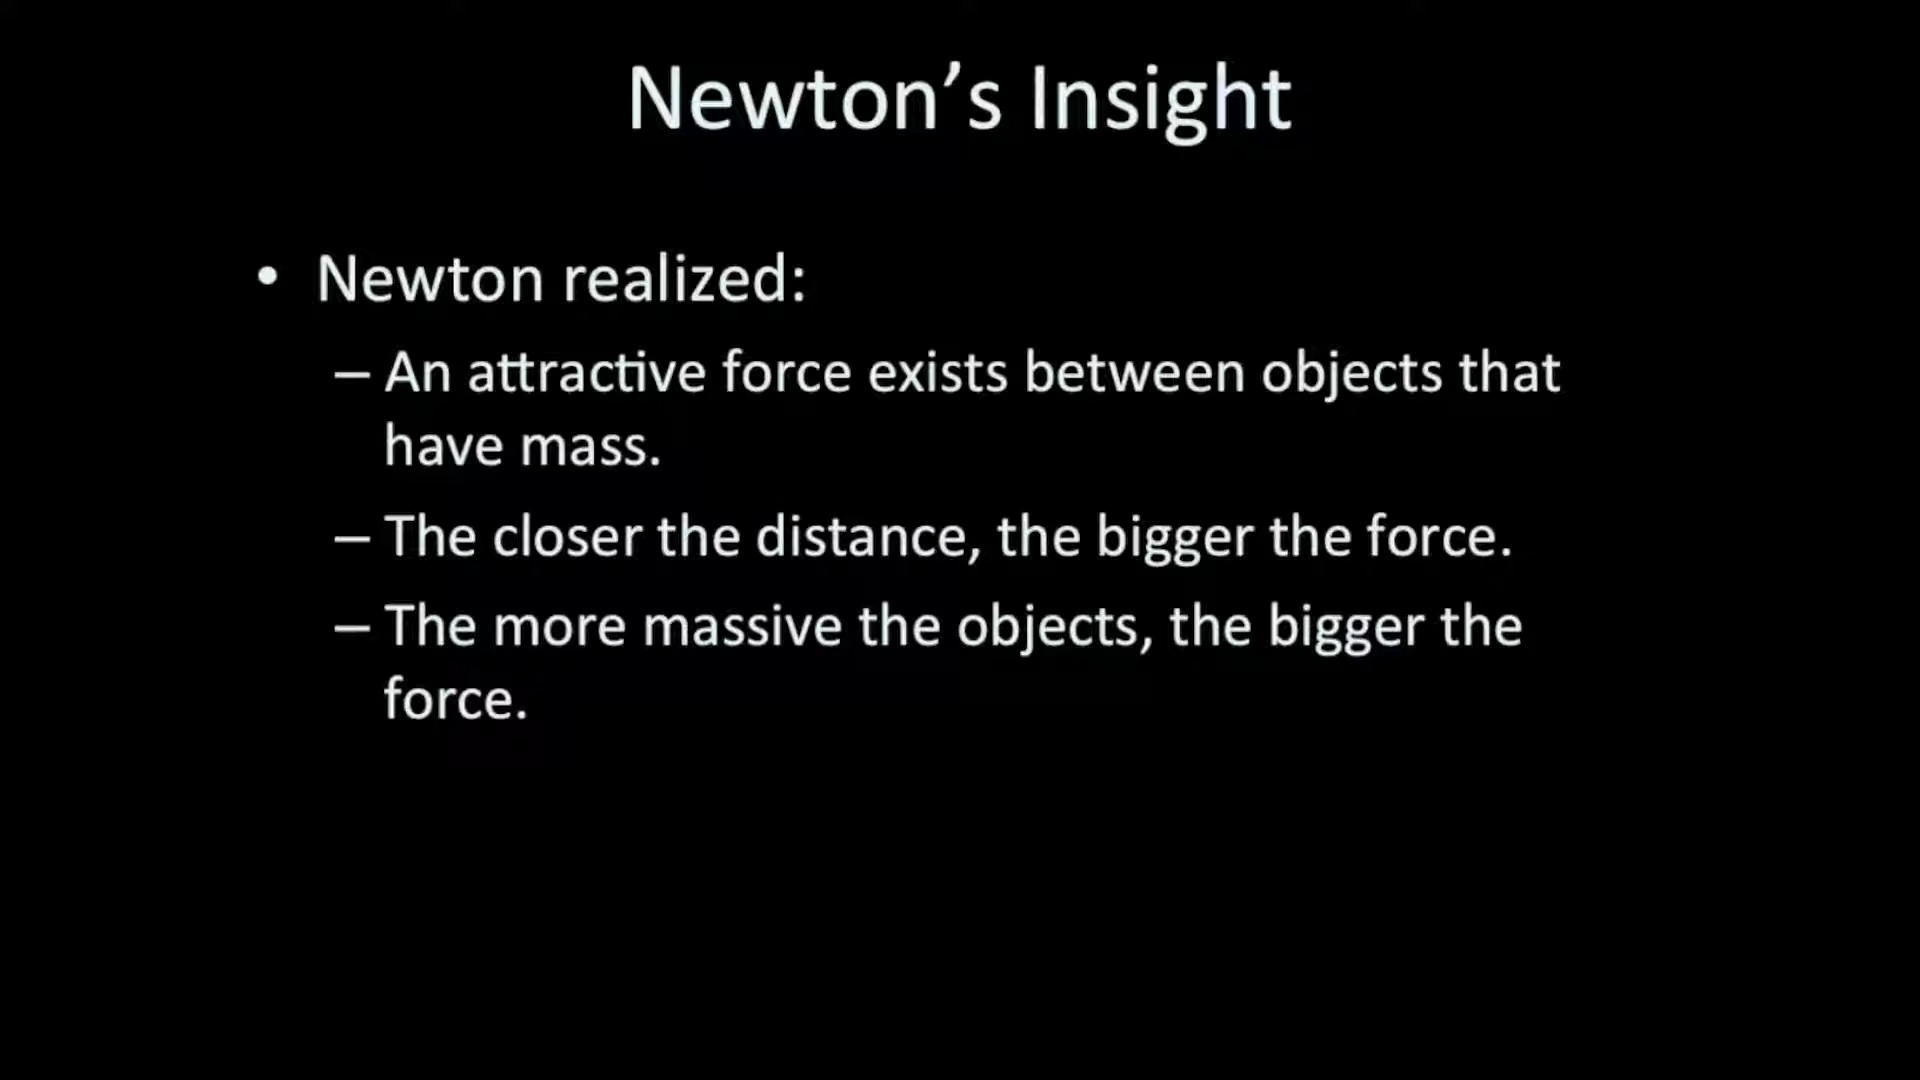 Newton’s Insight
• Newton realized:
– An attractive force exists between objects that
have mass.
– The closer the distance, the bigger the force.
– The more massive the objects, the bigger the
force.